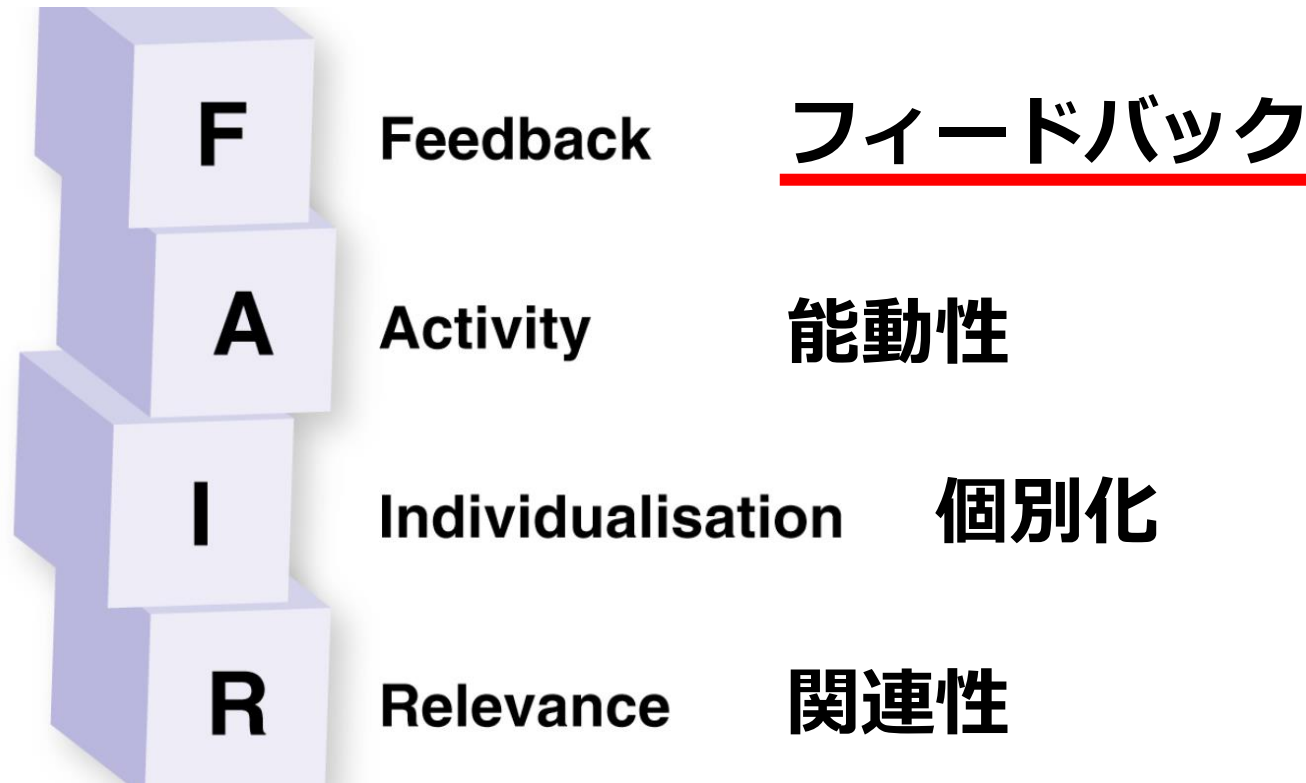 F Feedback フィードバック
A Activity 能動性
I Individualisation 個別化
R Relevance 関連性